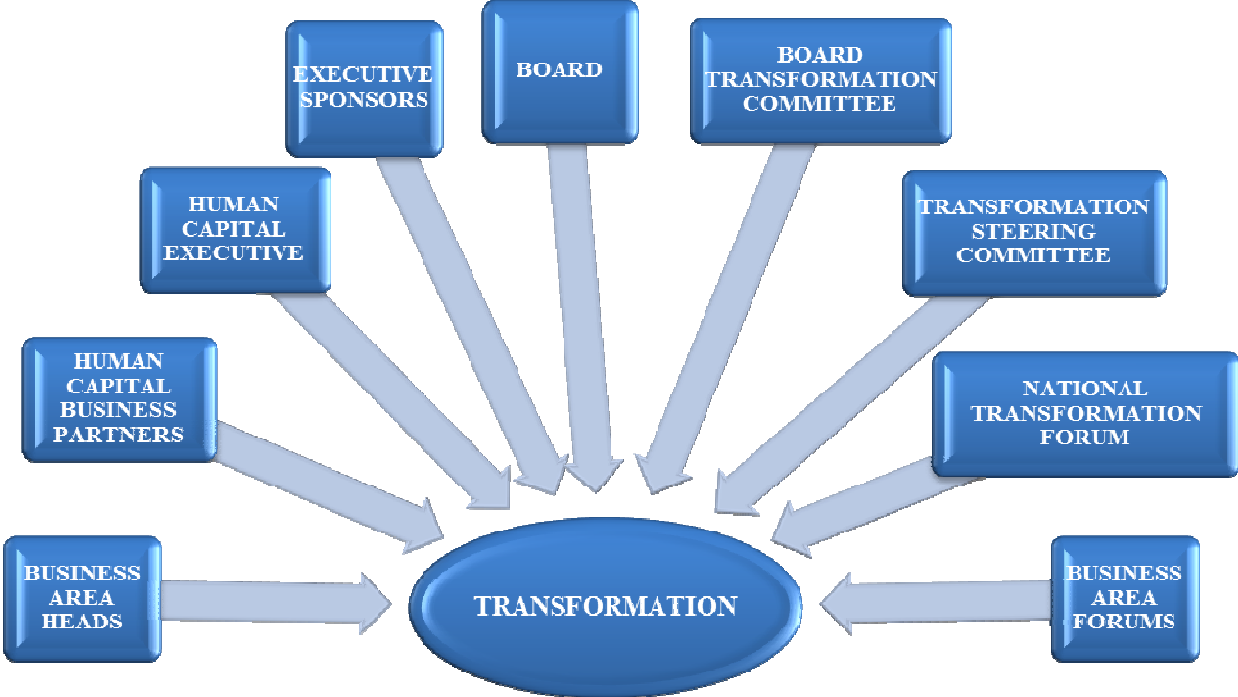 EXECUTIVE
SPONSORS
BOARD
BOARD
TRANSFORMATION
COMMITTEE
HUMAN
CAPITAL
EXECUTIVE
TRANSFORMATION
STEERING
COMMITTEE
HUMAN
CAPITAL
BUSINESS
PARTNERS
NATIONAL
TRANSFORMATION
FORUM
BUSINESS
AREA
HEADS
TRANSFORMATION
BUSINESS
AREA
FORUMS